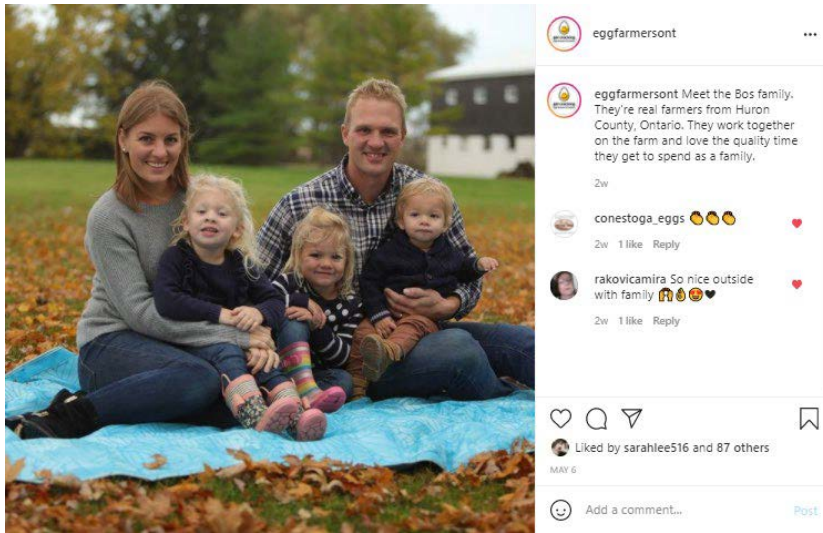 eggfarmersont
eggfarmersont Meet the Bos family.
They're real farmers from Huron
County, Ontario. They work together
on the farm and love the quality time
they get to spend as a family.
2w
conestoga_eggs 👏👏👏
2w 1 like Reply
rakovicamira So nice outside
with family
2w 1 like Reply
Liked by sarahlee516 and 87 others
MAY 6
Add a comment...
Post